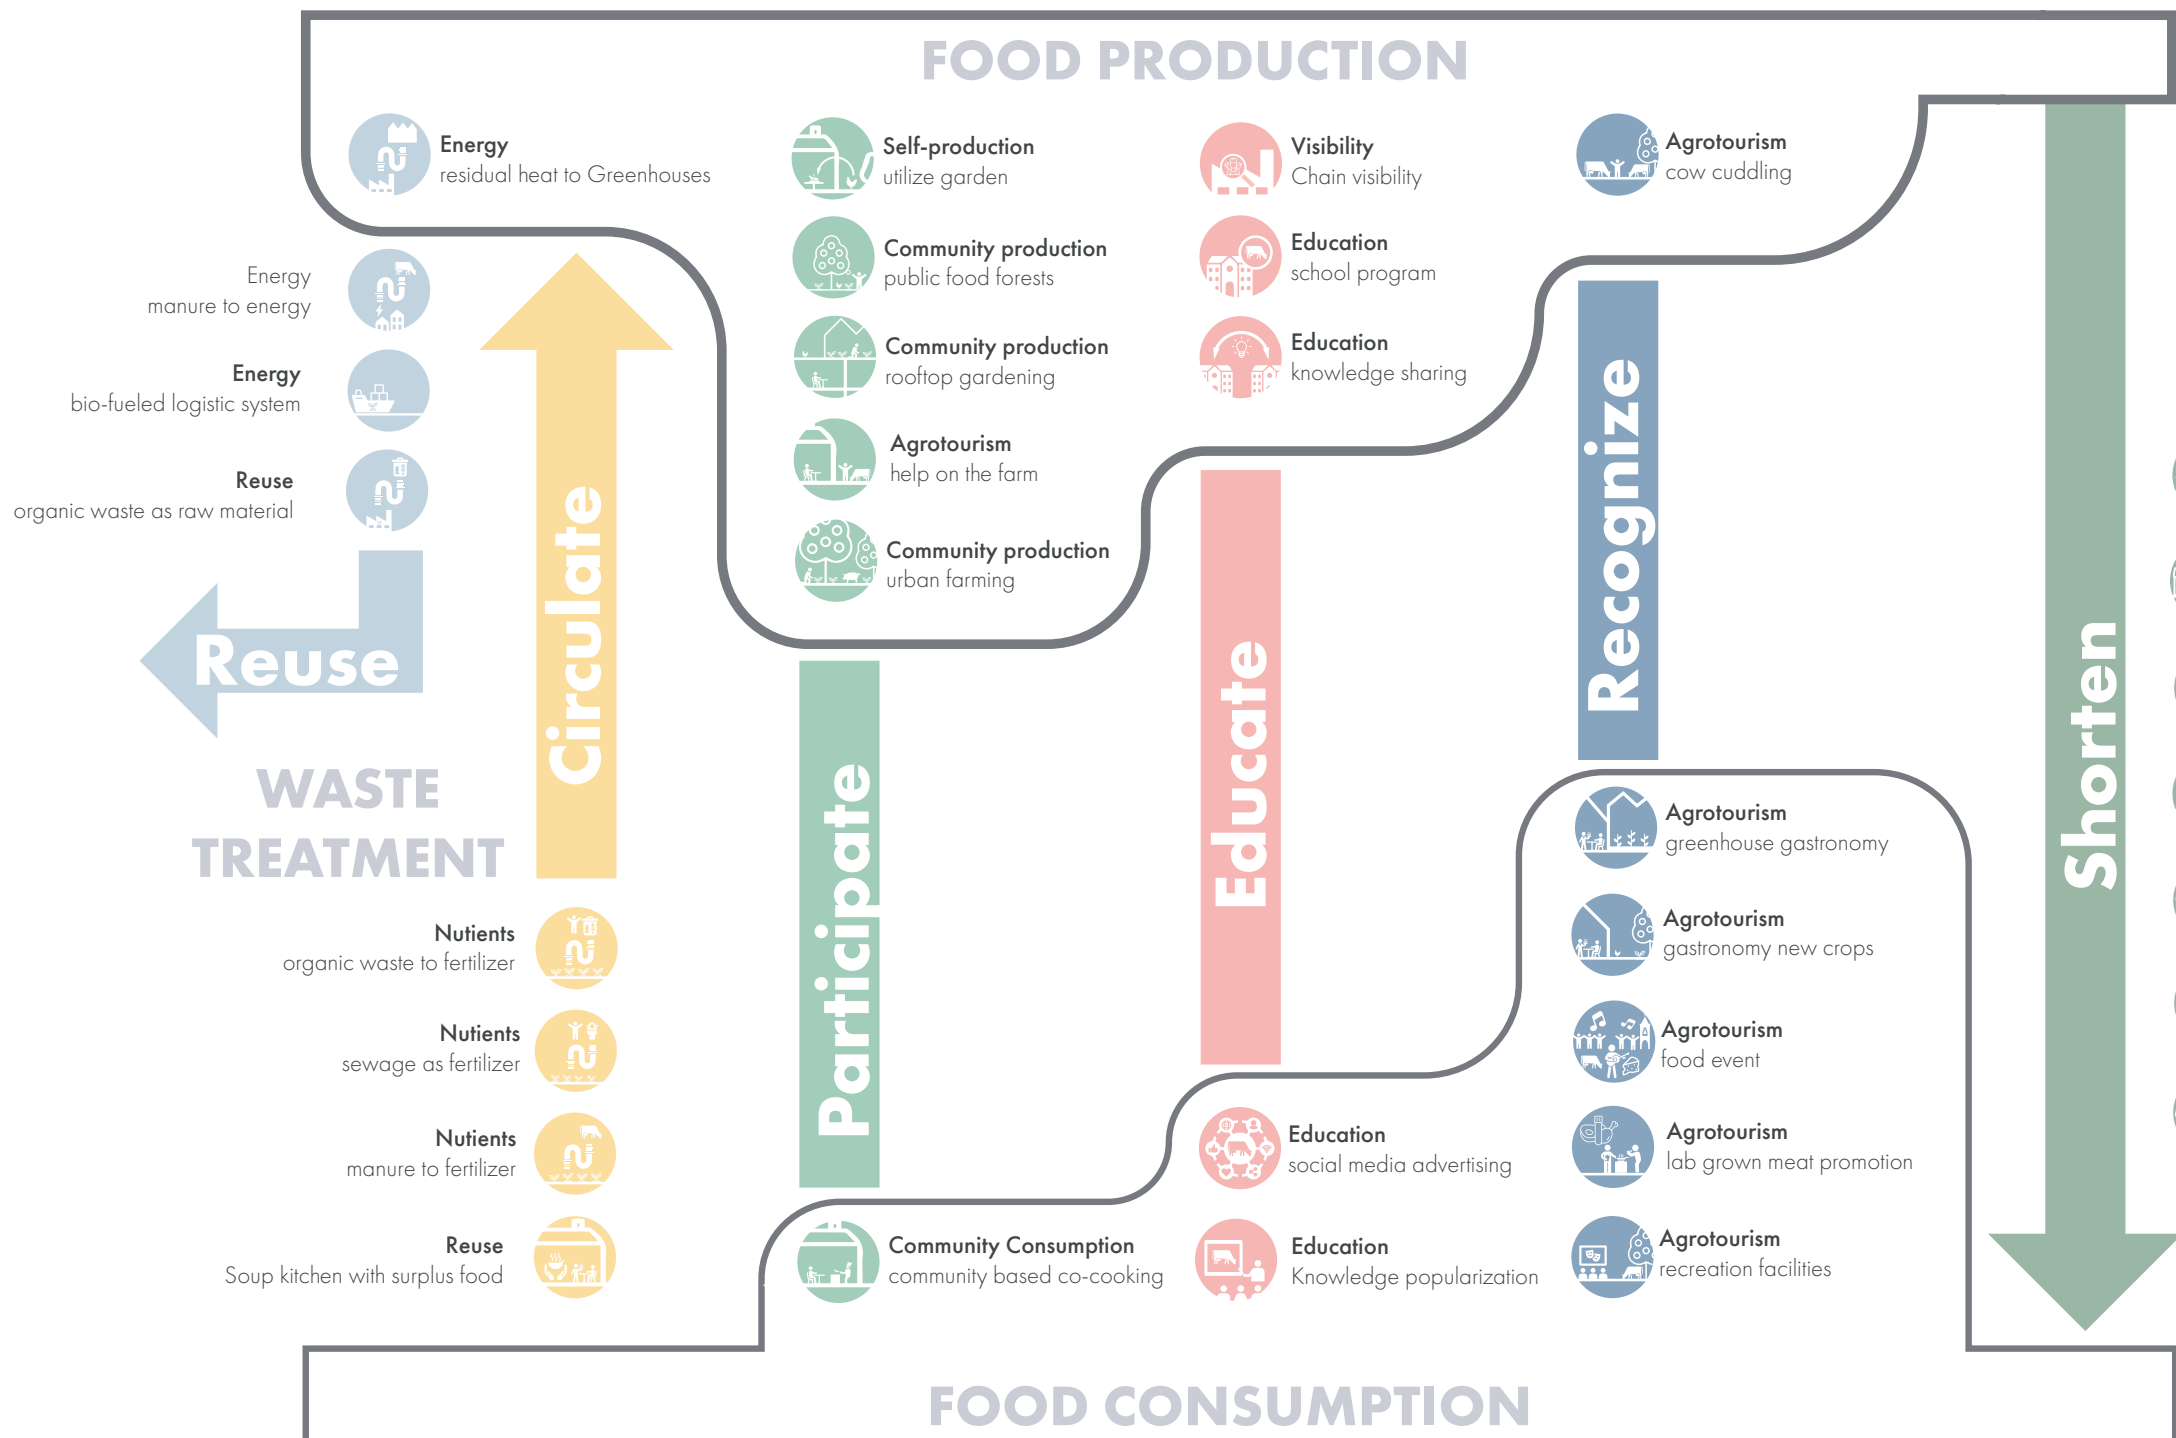 FOOD PRODUCTION
Energy
residual heat to Greenhouses
Energy
manure to energy
Energy
bio-fueled logistic system
Reuse
organic waste as raw material
Reuse
WASTE
TREATMENT
Circulate
Nutients
organic waste to fertilizer
Nutients
sewage as fertilizer
Nutients
manure to fertilizer
Reuse
Soup kitchen with surplus food
Self-production
utilize garden
Community production
public food forests
Community production
rooftop gardening
Agrotourism
help on the farm
Community production
urban farming
Participate
Community Consumption
community based co-cooking
Visibility
Chain visibility
Education
school program
Education
knowledge sharing
Educate
Education
social media advertising
Education
Knowledge popularization
Agrotourism
cow cuddling
Recognize
Agrotourism
greenhouse gastronomy
Agrotourism
gastronomy new crops
Agrotourism
food event
Agrotourism
lab grown meat promotion
Agrotourism
recreation facilities
Shorten
FOOD CONSUMPTION